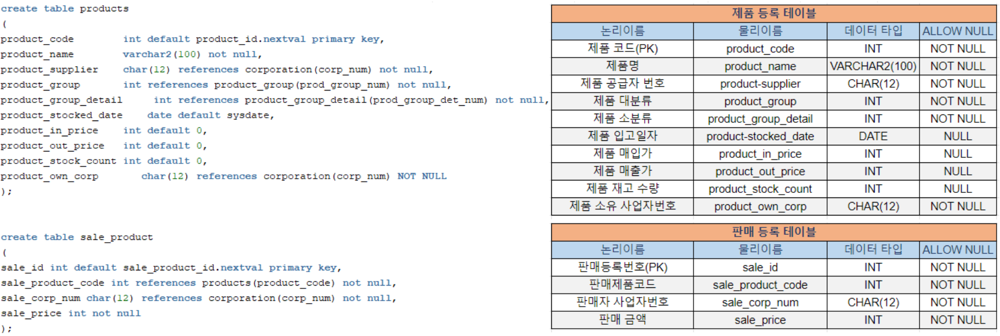 create table products
(
product_code int default product_id.nextval primary key,
product_name varchar2(100) not null,
product_supplier char(12) references corporation(corp_num) not null,
product_group int references product_group(prod_group_num) not null,
product_group_detail int references product_group_detail(prod_group_det_num) not null,
product_stocked_date date default sysdate,
product_in_price int default 0,
product_out_price int default 0,
product_stock_count int default 0,
product_own_corp char(12) references corporation(corp_num) NOT NULL
);
create table sale_product
(
sale_id int default sale_product_id.nextval primary key,
sale_product_code int references products(product_code) not null,
sale_corp_num char(12) references corporation(corp_num) not null,
sale_price int not null
);
제품 등록 테이블
논리이름 물리이름 데이터 타입 ALLOW NULL
제품 코드(PK) product_code INT NOT NULL
제품명 product_name VARCHAR2(100) NOT NULL
제품 공급자 번호 product-supplier CHAR(12) NOT NULL
제품 대분류 product_group INT NOT NULL
제품 소분류 product_group_detail INT NOT NULL
제품 입고일자 product-stocked_date DATE NULL
제품 매입가 product_in_price INT NULL
제품 매출가 product_out_price INT NULL
제품 재고 수량 product_stock_count INT NULL
제품 소유 사업자번호 product_own_corp CHAR(12) NOT NULL
판매 등록 테이블
논리이름 물리이름 데이터 타입 ALLOW NULL
판매등록번호(PK) sale_id INT NOT NULL
판매제품코드 sale_product_code INT NOT NULL
판매자 사업자번호 sale_corp_num CHAR(12) NOT NULL
판매 금액 sale_price INT NOT NULL